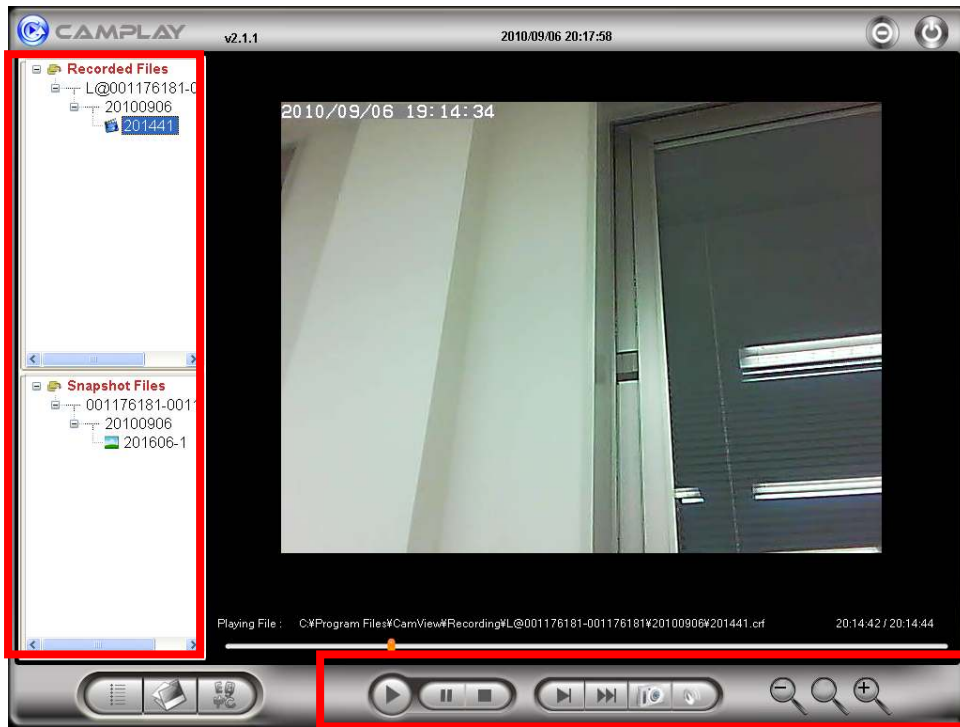 CAMPLAY
v2.1.1
2010/09/06 20:17:58
Recorded Files
L@001176181-0
20100906
201441
Snapshot Files
001176181-001
20100906
201606-1
2010/09/06 19:14:34
Playing File : C:¥Program Files¥CamView¥Recording¥L@001176181-001176181¥20100906¥201441.crf
20:14:42 / 20:14:44